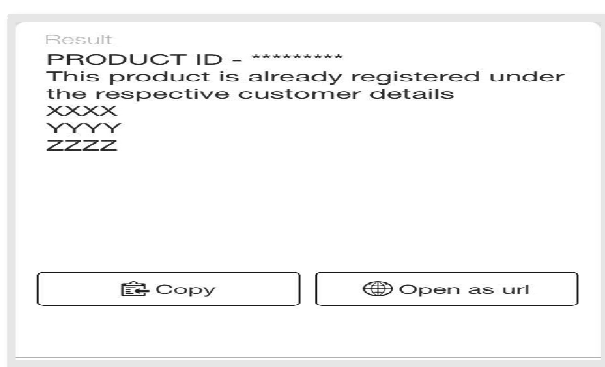 Result
PRODUCT ID - *********
This product is already registered under
the respective customer details
XXXX
YYYY
ZZZZ
Copy
Open as url